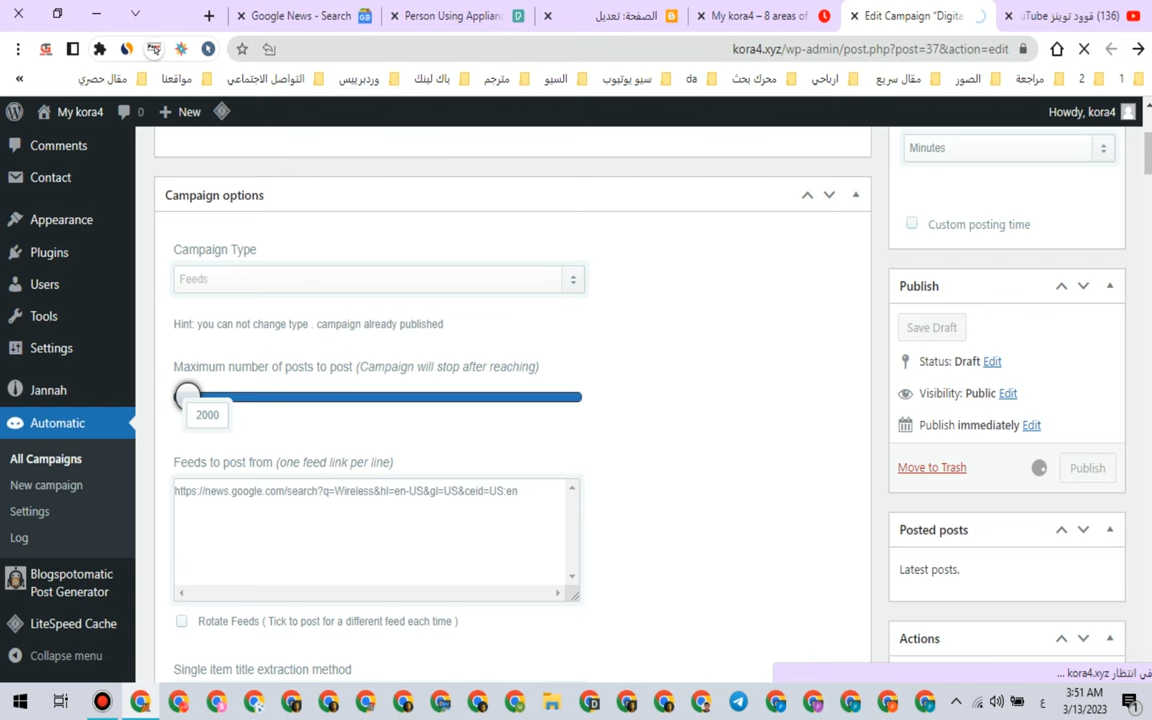 Google News - Search
Person Using Applian
الصفحة: تعديل
My kora4 – 8 areas of
Edit Campaign "Digita
(136) قوود توينز uTube
kora4.xyz/wp-admin/post.php?post=37&action=edit
«
مقال حصري
مواقعنا
التواصل الاجتماعي
وردبريبس
باك لينك
مترجم
السيو
سيو يوتيوب
da
محرك بحث
ارباحي
مقال سريع
الصور
مراجعة
2
1
My kora4
0
New
Howdy, kora4
Comments
Contact
Appearance
Plugins
Users
Tools
Settings
Jannah
Automatic
All Campaigns
New campaign
Settings
Log
Blogspotomatic
Post Generator
LiteSpeed Cache
Collapse menu
Campaign options
Campaign Type
Feeds
Hint: you can not change type . campaign already published
Maximum number of posts to post (Campaign will stop after reaching)
2000
Feeds to post from (one feed link per line)
https://news.google.com/search?q=Wireless&hl=en-US&gl=US&ceid=US:en
Rotate Feeds ( Tick to post for a different feed each time )
Single item title extraction method
Minutes
Custom posting time
Publish
Save Draft
Status: Draft Edit
Visibility: Public Edit
Publish immediately Edit
Move to Trash
Publish
Posted posts
Latest posts.
Actions
في انتظار kora4.xyz ...
ع
3:51 AM
3/13/2023